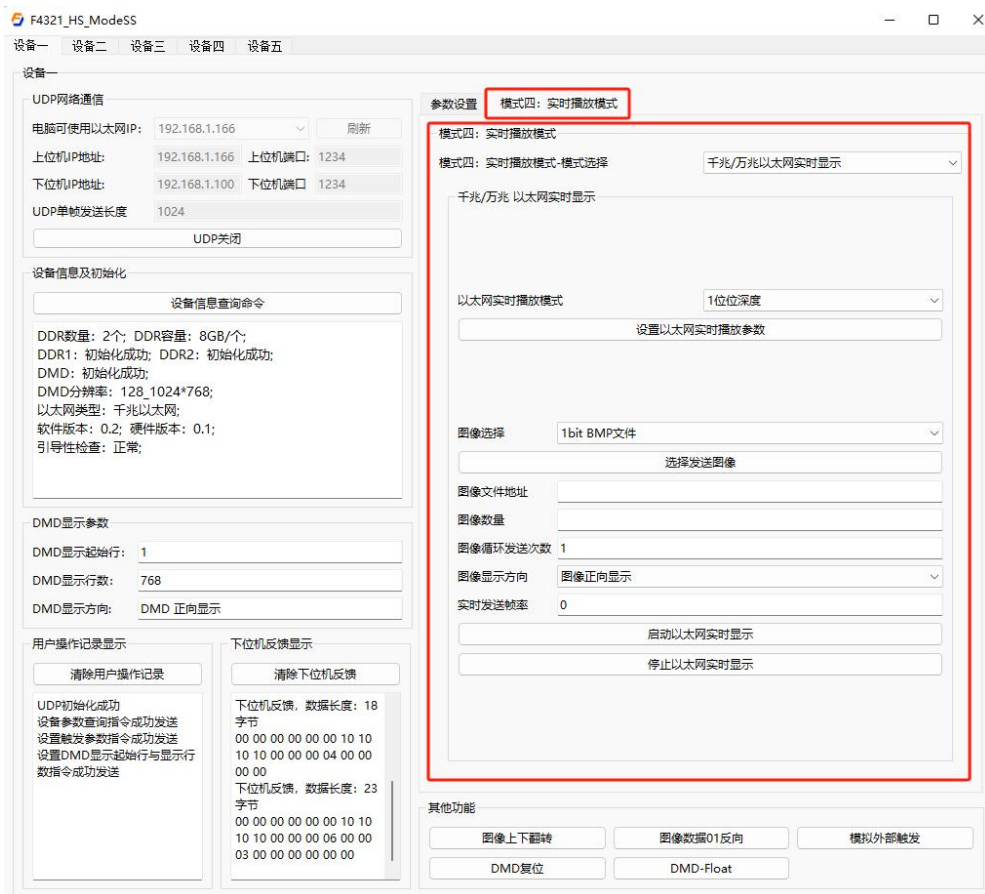 F4321_HS_ModeSS
设备一 设备二 设备三 设备四 设备五
设备一
UDP网络通信
电脑可使用以太网IP: 192.168.1.166 刷新
上位机IP地址: 192.168.1.166 上位机端口: 1234
下位机IP地址: 192.168.1.100 下位机端口 1234
UDP单帧发送长度 1024
UDP关闭
设备信息及初始化
设备信息查询命令
DDR数量：2个; DDR容量：8GB/个;
DDR1：初始化成功; DDR2：初始化成功;
DMD：初始化成功;
DMD分辨率：128_1024*768;
以太网类型：千兆以太网;
软件版本：0.2; 硬件版本：0.1;
引导性检查：正常;
DMD显示参数
DMD显示起始行: 1
DMD显示行数: 768
DMD显示方向: DMD 正向显示
用户操作记录显示
清除用户操作记录
UDP初始化成功
设备参数查询指令成功发送
设置触发参数指令成功发送
设置DMD显示起始行与显示行
数指令成功发送
下位机反馈显示
清除下位机反馈
下位机反馈，数据长度：18
字节
00 00 00 00 00 00 10 10
10 10 00 00 00 04 00 00
00 00
下位机反馈，数据长度：23
字节
00 00 00 00 00 00 10 10
10 10 00 00 00 06 00 00
03 00 00 00 00 00 00
参数设置 模式四：实时播放模式
模式四：实时播放模式
模式四：实时播放模式-模式选择 千兆/万兆以太网实时显示
千兆/万兆 以太网实时显示
以太网实时播放模式 1位位深度
设置以太网实时播放参数
图像选择 1bit BMP文件
选择发送图像
图像文件地址
图像数量
图像循环发送次数 1
图像显示方向 图像正向显示
实时发送帧率 0
启动以太网实时显示
停止以太网实时显示
其他功能
图像上下翻转 图像数据01反向 模拟外部触发
DMD复位 DMD-Float